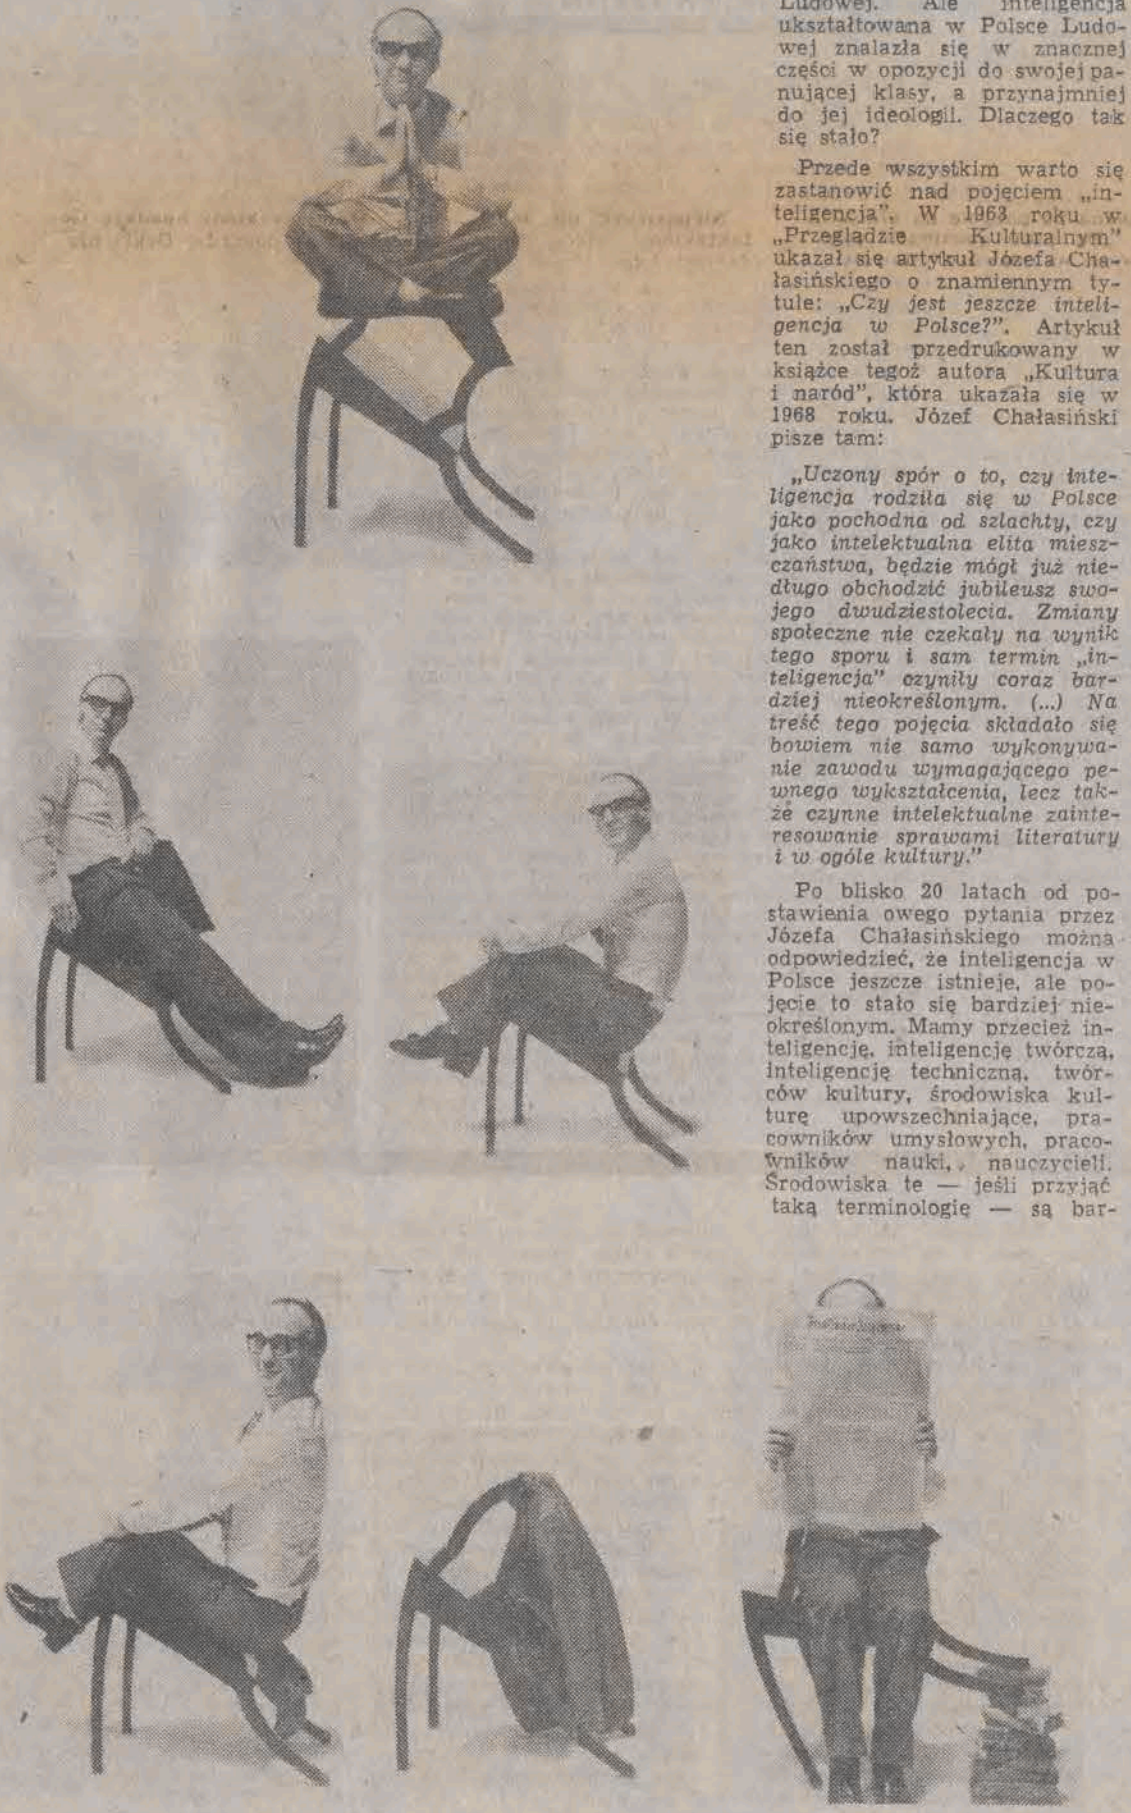 Ludowej. Ale inteligencja
ukształtowana w Polsce Ludo-
wej znalazła się w znacznej
części w opozycji do swojej pa-
nującej klasy, a przynajmniej
do jej ideologii. Dlaczego tak
się stało?
Przede wszystkim warto się
zastanowić nad pojęciem „in-
teligencja”. W 1963 roku w
„Przeglądzie Kulturalnym”
ukazał się artykuł Józefa Cha-
łasińskiego o znamiennym ty-
tule: „Czy jest jeszcze inteli-
gencja w Polsce?”. Artykuł
ten został przedrukowany w
książce tegoż autora „Kultura
i naród”, która ukazała się w
1968 roku. Józef Chałasiński
pisze tam:
„Uczony spór o to, czy inte-
ligencja rodziła się w Polsce
jako pochodna od szlachty, czy
jako intelektualna elita miesz-
czaństwa, będzie mógł już nie-
długo obchodzić jubileusz swo-
jego dwudziestolecia. Zmiany
społeczne nie czekały na wynik
tego sporu i sam termin „in-
teligencja” czyniły coraz bar-
dziej nieokreślonym. (...) Na
treść tego pojęcia składało się
bowiem nie samo wykonywa-
nie zawodu wymagającego pe-
wnego wykształcenia, lecz tak-
że czynne intelektualne zainte-
resowanie sprawami literatury
i w ogóle kultury.”
Po blisko 20 latach od po-
stawienia owego pytania przez
Józefa Chałasińskiego można
odpowiedzieć, że inteligencja w
Polsce jeszcze istnieje, ale po-
jęcie to stało się bardziej nie-
określonym. Mamy przecież in-
teligencję, inteligencję twórczą,
inteligencję techniczną, twór-
ców kultury, środowiska kul-
turę upowszechniające, pra-
cowników umysłowych, praco-
wników nauki, nauczycieli.
Środowiska te — jeśli przyjąć
taką terminologię — są bar-